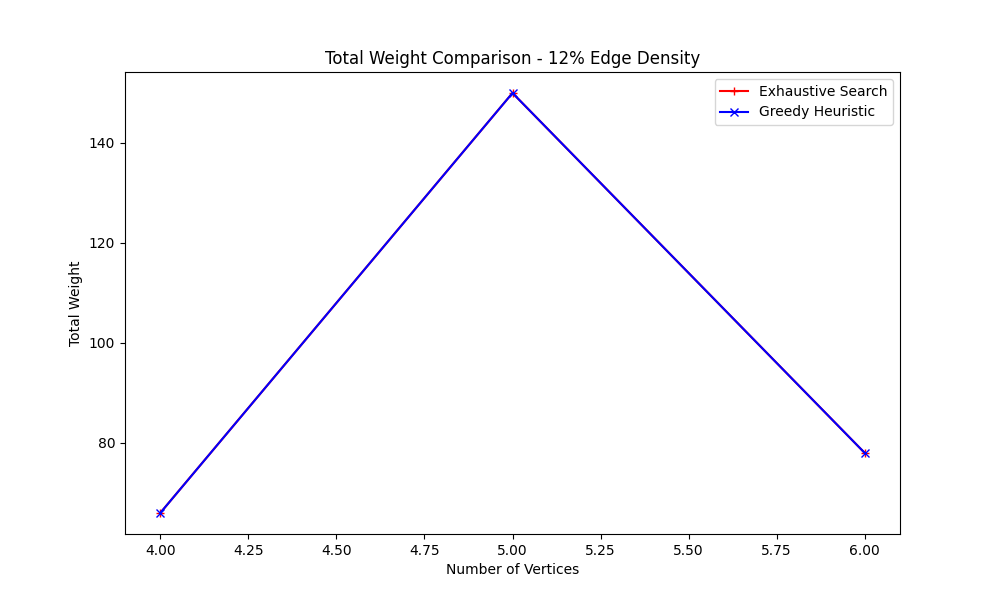 Total Weight Comparison - 12% Edge Density
Exhaustive Search
Greedy Heuristic
Total Weight
140
120
100
80
4.00 4.25 4.50 4.75 5.00 5.25 5.50 5.75 6.00
Number of Vertices